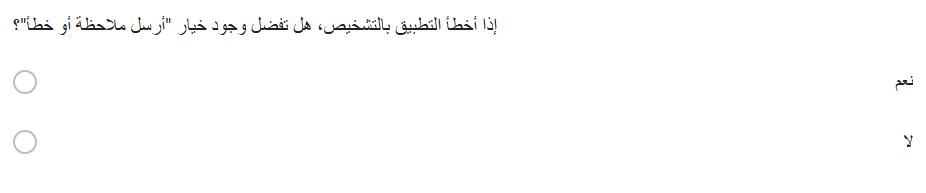 إذا أخطأ التطبيق بالتشخيص، هل تفضل وجود خيار "أرسل ملاحظة أو خطأ"؟
نعم
لا